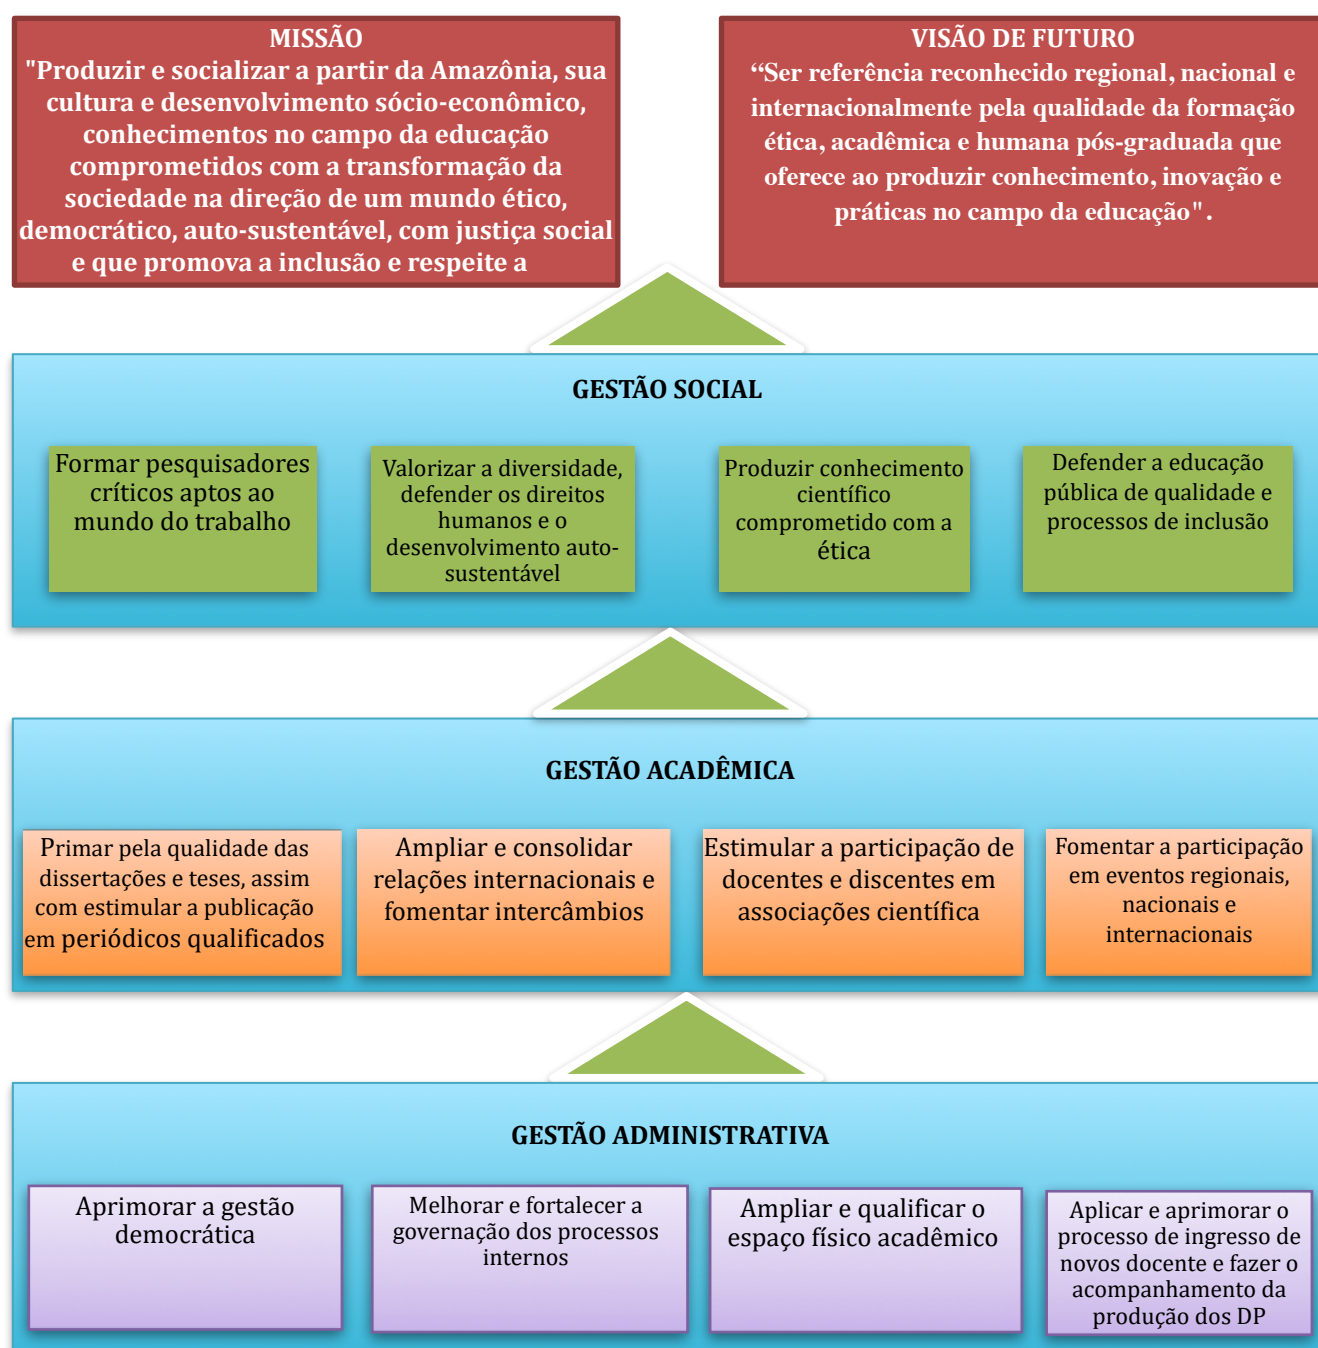 MISSÃO
"Produzir e socializar a partir da Amazônia, sua
cultura e desenvolvimento sócio-econômico,
conhecimentos no campo da educação
comprometidos com a transformação da
sociedade na direção de um mundo ético,
democrático, auto-sustentável, com justiça social
e que promova a inclusão e respeite a
VISÃO DE FUTURO
“Ser referência reconhecido regional, nacional e
internacionalmente pela qualidade da formação
ética, acadêmica e humana pós-graduada que
oferece ao produzir conhecimento, inovação e
práticas no campo da educação".
GESTÃO SOCIAL
Formar pesquisadores
críticos aptos ao
mundo do trabalho
Valorizar a diversidade,
defender os direitos
humanos e o
desenvolvimento auto-
sustentável
Produzir conhecimento
científico
comprometido com a
ética
Defender a educação
pública de qualidade e
processos de inclusão
GESTÃO ACADÊMICA
Primar pela qualidade das
dissertações e teses, assim
com estimular a publicação
em periódicos qualificados
Ampliar e consolidar
relações internacionais e
fomentar intercâmbios
Estimular a participação de
docentes e discentes em
associações científica
Fomentar a participação
em eventos regionais,
nacionais e
internacionais
GESTÃO ADMINISTRATIVA
Aprimorar a gestão
democrática
Melhorar e fortalecer a
governação dos processos
internos
Ampliar e qualificar o
espaço físico acadêmico
Aplicar e aprimorar o
processo de ingresso de
novos docente e fazer o
acompanhamento da
produção dos DP